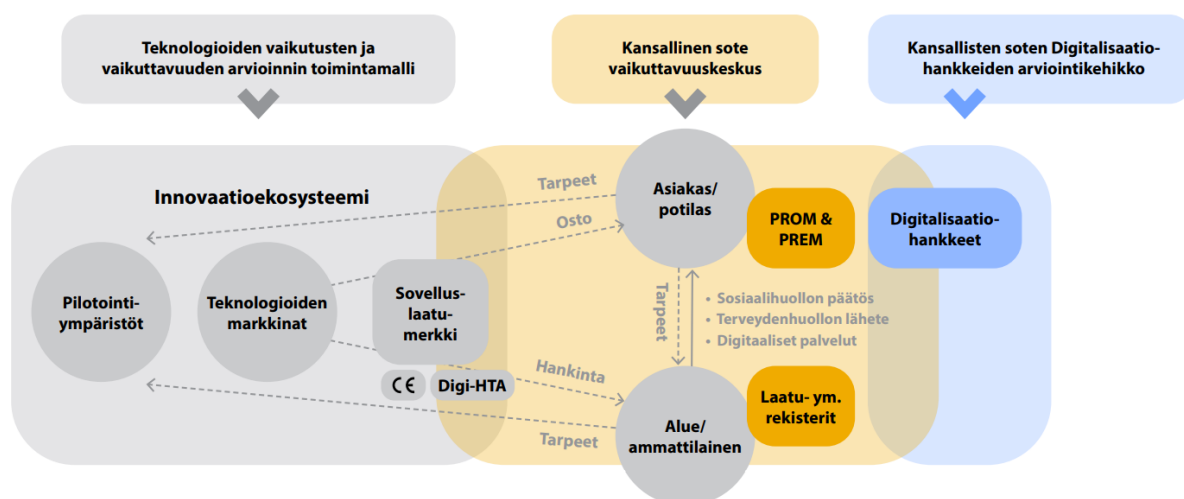 Teknologioiden vaikutusten ja
vaikuttavuuden arvioinnin toimintamalli
Kansallinen sote
vaikuttavuuskeskus
Kansallisten soten Digitalisaatio-
hankkeiden arviointikehikko
Innovaatioekosysteemi
Pilotointi-
ympäristöt
Teknologioiden
markkinat
Sovellus-
laatu-
merkki
CE
Digi-HTA
Tarpeet
Osto
Hankinta
Tarpeet
Asiakas/
potilas
PROM &
PREM
Tarpeet
• Sosiaalihuollon päätös
• Terveydenhuollon lähete
• Digitaaliset palvelut
Alue/
ammattilainen
Laatu- ym.
rekisterit
Digitalisaatio-
hankkeet